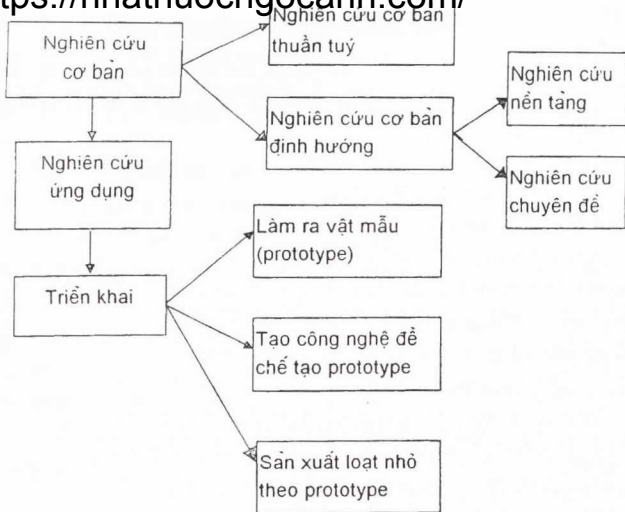 tps://nhathuocngocanh.com/
Nghiên cứu
cơ bản
Nghiên cứu cơ bản
thuần tuý
Nghiên cứu cơ bản
định hướng
Nghiên cứu
nền tảng
Nghiên cứu
chuyên đề
Nghiên cứu
ứng dụng
Triển khai
Làm ra vật mẫu
(prototype)
Tạo công nghệ để
chế tạo prototype
Sản xuất loạt nhỏ
theo prototype